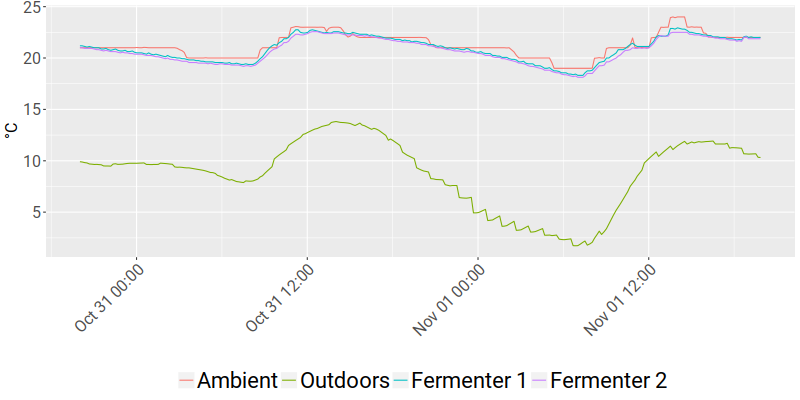 25
20
15
10
5
°C
Oct 31 00:00
Oct 31 12:00
Nov 01 00:00
Nov 01 12:00
Ambient Outdoors Fermenter 1 Fermenter 2